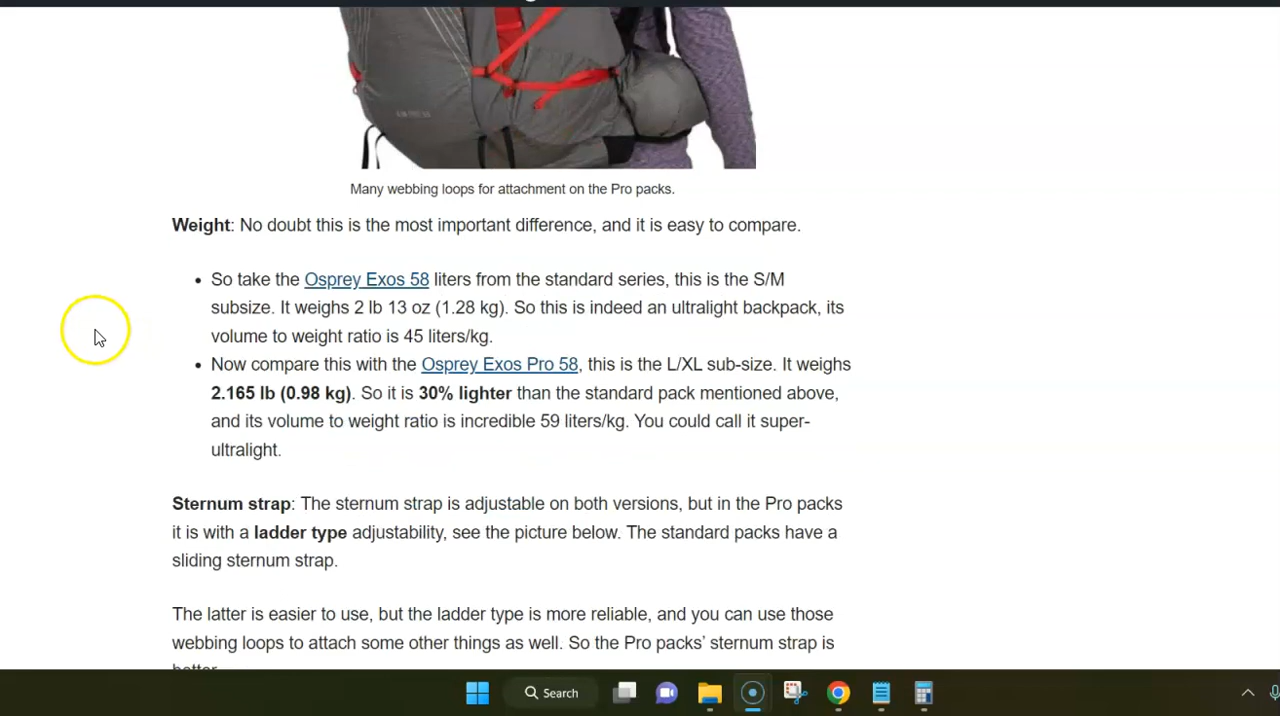 Many webbing loops for attachment on the Pro packs.
Weight: No doubt this is the most important difference, and it is easy to compare.
• So take the Osprey Exos 58 liters from the standard series, this is the S/M
subsize. It weighs 2 lb 13 oz (1.28 kg). So this is indeed an ultralight backpack, its
volume to weight ratio is 45 liters/kg.
• Now compare this with the Osprey Exos Pro 58, this is the L/XL sub-size. It weighs
2.165 lb (0.98 kg). So it is 30% lighter than the standard pack mentioned above,
and its volume to weight ratio is incredible 59 liters/kg. You could call it super-
ultralight.
Sternum strap: The sternum strap is adjustable on both versions, but in the Pro packs
it is with a ladder type adjustability, see the picture below. The standard packs have a
sliding sternum strap.
The latter is easier to use, but the ladder type is more reliable, and you can use those
webbing loops to attach some other things as well. So the Pro packs' sternum strap is
better.
Search